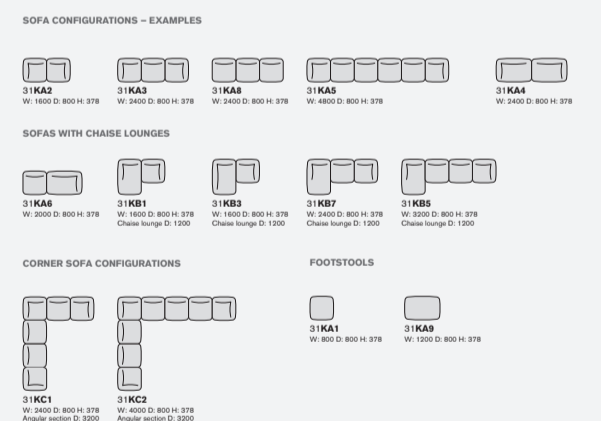 SOFA CONFIGURATIONS – EXAMPLES
31KA2
W: 1600 D: 800 H: 378
31KA3
W: 2400 D: 800 H: 378
31KA8
W: 2400 D: 800 H: 378
31KA5
W: 4800 D: 800 H: 378
31KA4
W: 2400 D: 800 H: 378
SOFAS WITH CHAISE LOUNGES
31KA6
W: 2000 D: 800 H: 378
31KB1
W: 1600 D: 800 H: 378
Chaise lounge D: 1200
31KB3
W: 1600 D: 800 H: 378
Chaise lounge D: 1200
31KB7
W: 2400 D: 800 H: 378
Chaise lounge D: 1200
31KB5
W: 3200 D: 800 H: 378
Chaise lounge D: 1200
CORNER SOFA CONFIGURATIONS
31KC1
W: 2400 D: 800 H: 378
Angular section D: 3200
31KC2
W: 4000 D: 800 H: 378
Angular section D: 3200
FOOTSTOOLS
31KA1
W: 800 D: 800 H: 378
31KA9
W: 1200 D: 800 H: 378